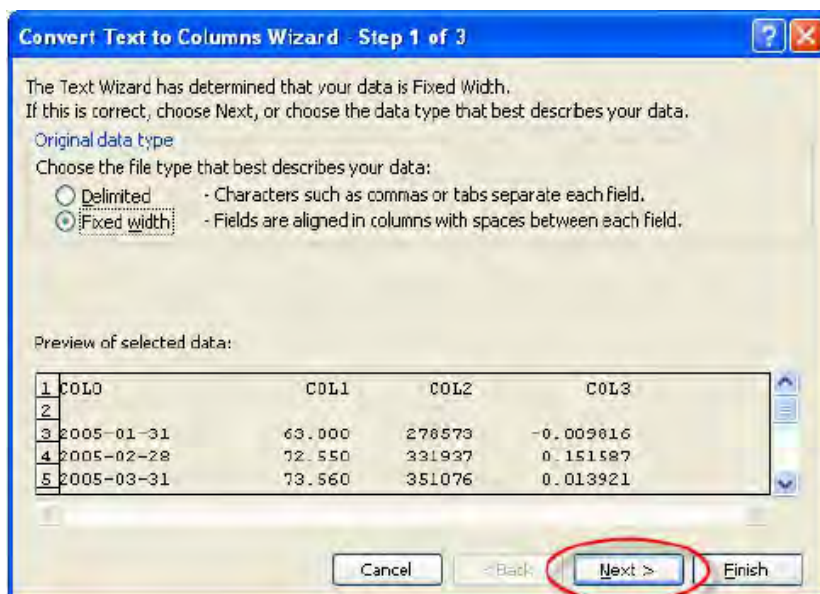 Convert Text to Columns Wizard - Step 1 of 3
The Text Wizard has determined that your data is Fixed Width.
If this is correct, choose Next, or choose the data type that best describes your data.
Original data type
Choose the file type that best describes your data:
Delimited - Characters such as commas or tabs separate each field.
Fixed width - Fields are aligned in columns with spaces between each field.
Preview of selected data:
1 COL0 COL1 COL2 COL3
2
3 2005-01-31 63.000 278573 -0.009816
4 2005-02-28 72.550 331937 0.151587
5 2005-03-31 73.560 351076 0.013921
Cancel < Back Next > Finish